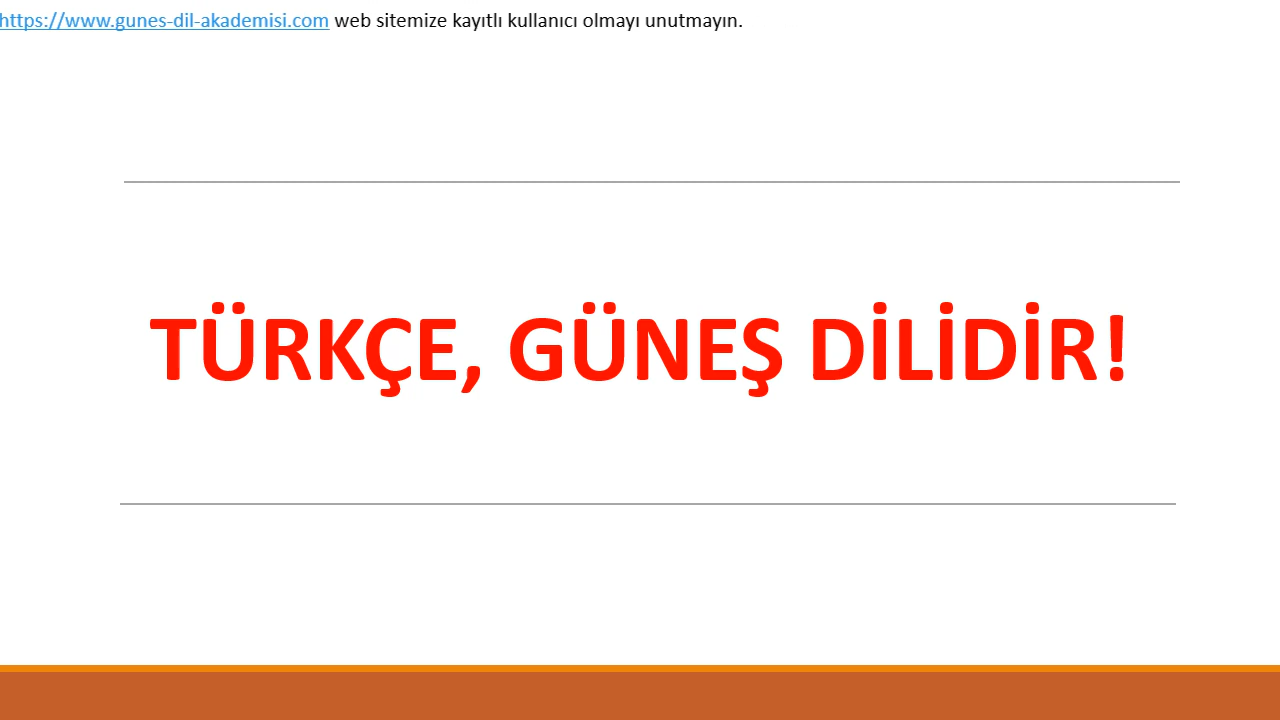 https://www.gunes-dil-akademisi.com web sitemize kayıtlı kullanıcı olmayı unutmayın.
TÜRKÇE, GÜNEŞ DİLİDİR!